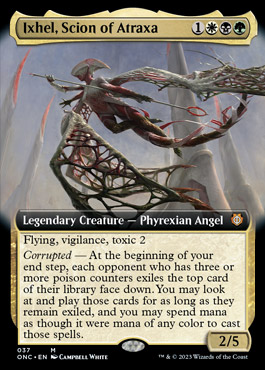 Ixhel, Scion of Atraxa 1
Legendary Creature — Phyrexian Angel
Flying, vigilance, toxic 2
Corrupted — At the beginning of your
end step, each opponent who has three or
more poison counters exiles the top card
of their library face down. You may look
at and play those cards for as long as they
remain exiled, and you may spend mana
as though it were mana of any color to cast
those spells.
2/5
037 M
ONC • EN CAMPBELL WHITE
™ & © 2023 Wizards of the Coast